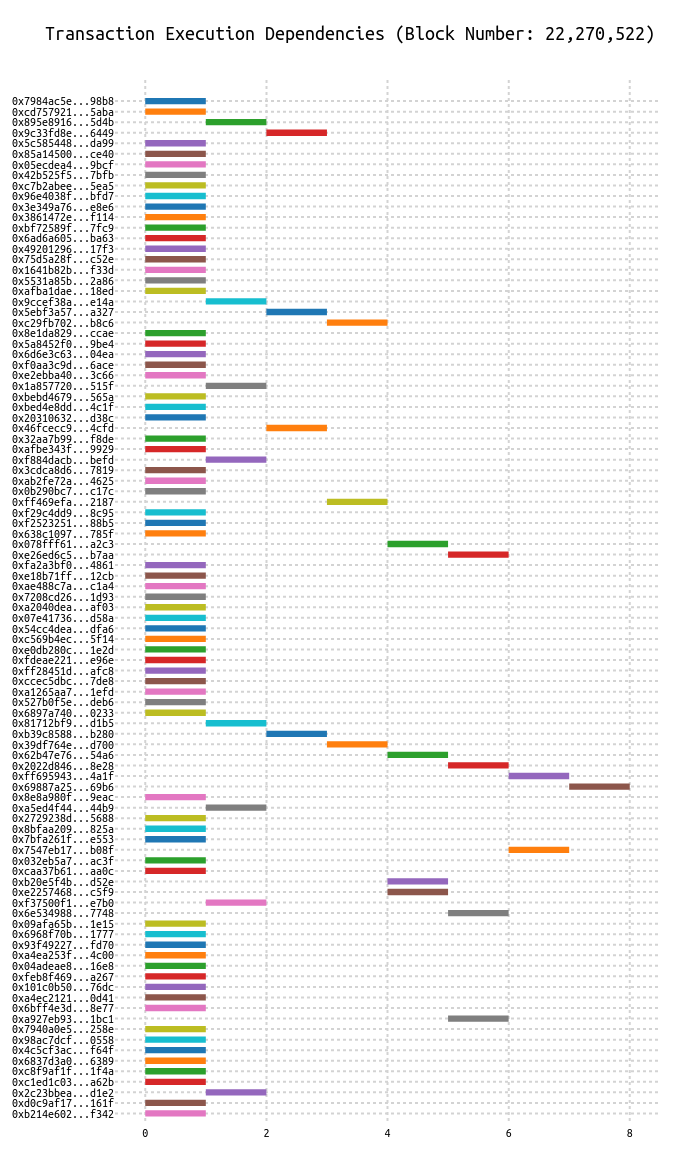 Transaction Execution Dependencies (Block Number: 22,270,522)
0x7984ac5e...98b8
0xcd757921...5aba
0x895e8916...5d4b
0x9c33fd8e...6449
0x5c585448...da99
0x85a14500...ce40
0x05ecdea4...9bcf
0x42b525f5...7bfb
0xc7b2abee...5ea5
0x96e4038f...bfd7
0x3e349a76...e8e6
0x3861472e...f114
0xbf72589f...7fc9
0x6ad6a605...ba63
0x49201296...17f3
0x75d5a28f...c52e
0x1641b82b...f33d
0x5531a85b...2a86
0xafba1dae...18ed
0x9ccef38a...e14a
0x5ebf3a57...a327
0xc29fb702...b8c6
0x8e1da829...ccae
0x5a8452f0...9be4
0x6d6e3c63...04ea
0xf0aa3c9d...6ace
0xe2ebba40...3c66
0x1a857720...515f
0xbebd4679...565a
0xbed4e8dd...4c1f
0x20310632...d38c
0x46fcecc9...4cfd
0x32aa7b99...f8de
0xafbe343f...9929
0xf884dacb...befd
0x3cdca8d6...7819
0xab2fe72a...4625
0x0b290bc7...c17c
0xff469efa...2187
0xf29c4dd9...8c95
0xf2523251...88b5
0x638c1097...785f
0x078fff61...a2c3
0xe26ed6c5...b7aa
0xfa2a3bf0...4861
0xe18b71ff...12cb
0xae488c7a...c1a4
0x7208cd26...1d93
0xa2040dea...af03
0x07e41736...d58a
0x54cc4dea...dfa6
0xc569b4ec...5f14
0xe0db280c...1e2d
0xfdeae221...e96e
0xff28451d...afc8
0xccec5dbc...7de8
0xa1265aa7...1efd
0x527b0f5e...deb6
0x6897a740...0233
0x81712bf9...d1b5
0xb39c8588...b280
0x39df764e...d700
0x62b47e76...54a6
0x2022d846...8e28
0xff695943...4a1f
0x69887a25...69b6
0x8e8a980f...9eac
0xa5ed4f44...44b9
0x2729238d...5688
0x8bfaa209...825a
0x7bfa261f...e553
0x7547eb17...b08f
0x032eb5a7...ac3f
0xcaa37b61...aa0c
0xb20e5f4b...d52e
0xe2257468...c5f9
0xf37500f1...e7b0
0x6e534988...7748
0x09afa65b...1e15
0x6968f70b...1777
0x93f49227...fd70
0xa4ea253f...4c00
0x04adeae8...16e8
0xfeb8f469...a267
0x101c0b50...76dc
0xa4ec2121...0d41
0x6bff4e3d...8e77
0xa927eb93...1bc1
0x7940a0e5...258e
0x98ac7dcf...0558
0x4c5cf3ac...f64f
0x6837d3a0...6389
0xc8f9af1f...1f4a
0xc1ed1c03...a62b
0x2c23bbea...d1e2
0xd0c9af17...161f
0xb214e602...f342
0 2 4 6 8